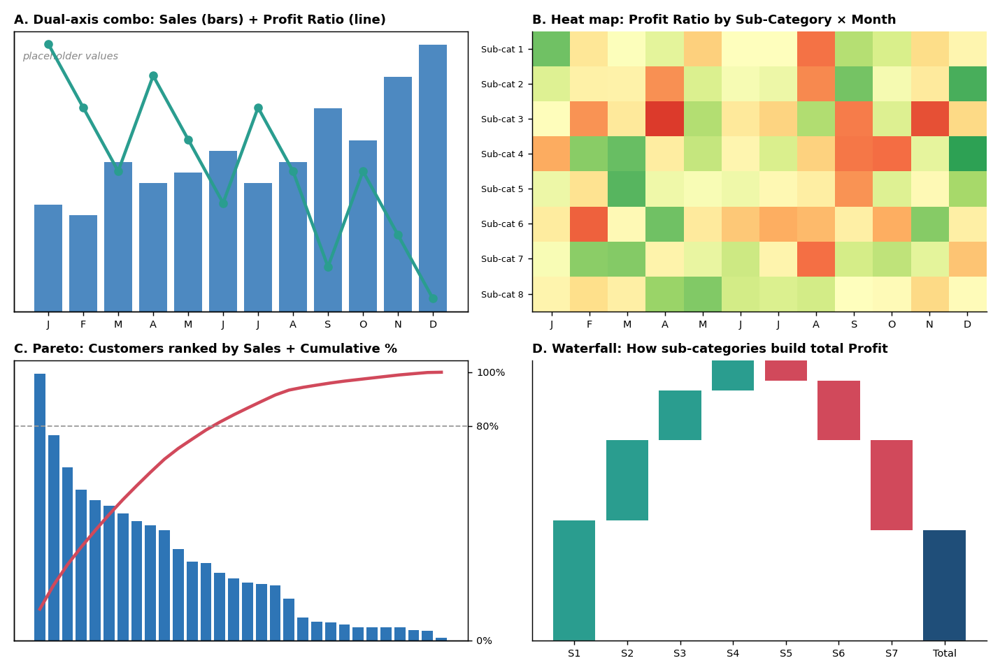 A. Dual-axis combo: Sales (bars) + Profit Ratio (line)
placeholder values
J F M A M J J A S O N D
B. Heat map: Profit Ratio by Sub-Category × Month
Sub-cat 1
Sub-cat 2
Sub-cat 3
Sub-cat 4
Sub-cat 5
Sub-cat 6
Sub-cat 7
Sub-cat 8
J F M A M J J A S O N D
C. Pareto: Customers ranked by Sales + Cumulative %
100%
80%
0%
D. Waterfall: How sub-categories build total Profit
S1 S2 S3 S4 S5 S6 S7 Total